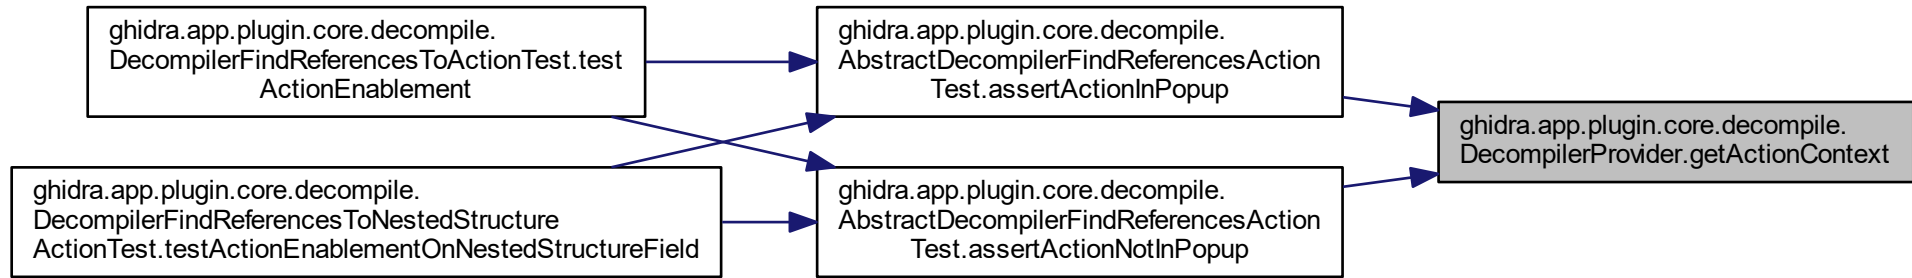 ghidra.app.plugin.core.decompile.
DecompilerFindReferencesToActionTest.test
ActionEnablement
ghidra.app.plugin.core.decompile.
DecompilerFindReferencesToNestedStructure
ActionTest.testActionEnablementOnNestedStructureField
ghidra.app.plugin.core.decompile.
AbstractDecompilerFindReferencesAction
Test.assertActionInPopup
ghidra.app.plugin.core.decompile.
AbstractDecompilerFindReferencesAction
Test.assertActionNotInPopup
ghidra.app.plugin.core.decompile.
DecompilerProvider.getActionContext